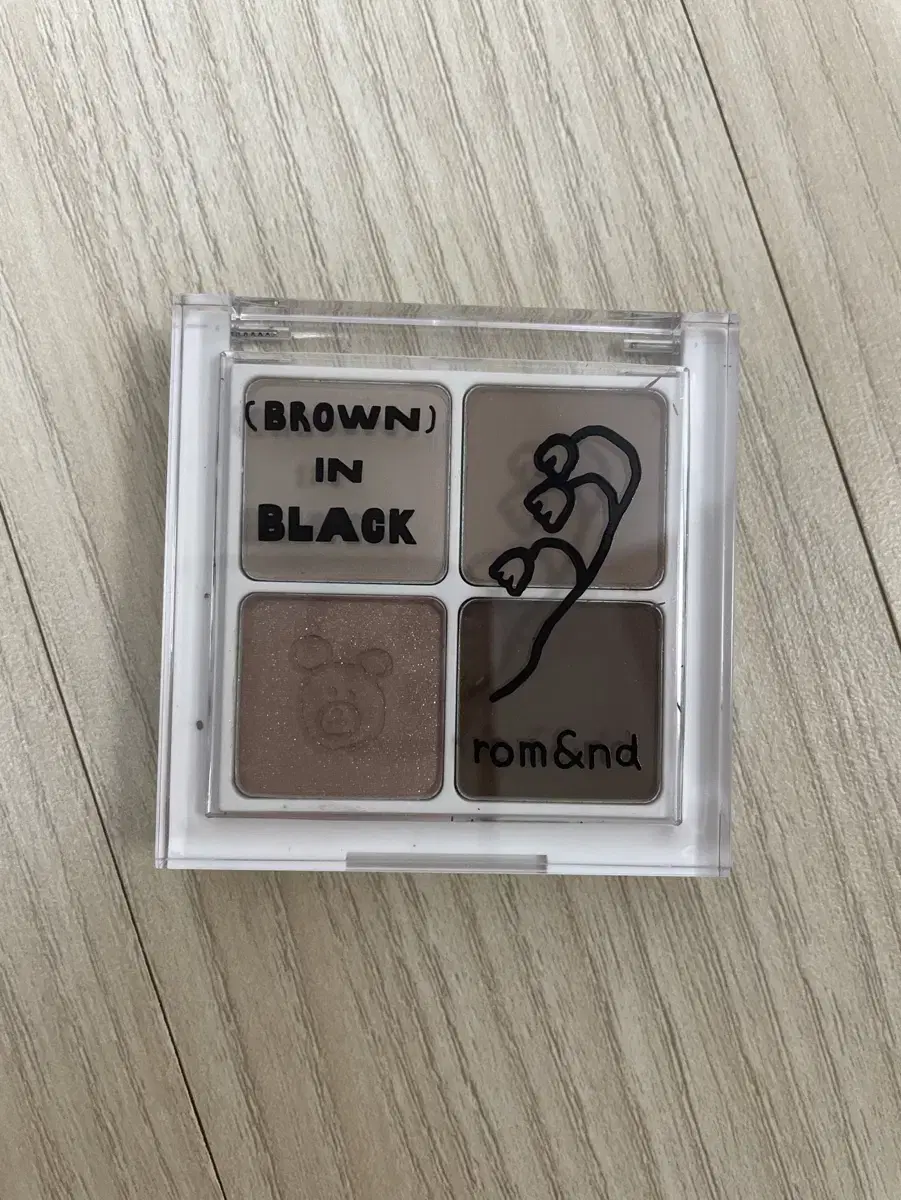 (BROWN)
IN
BLACK
rom&nd